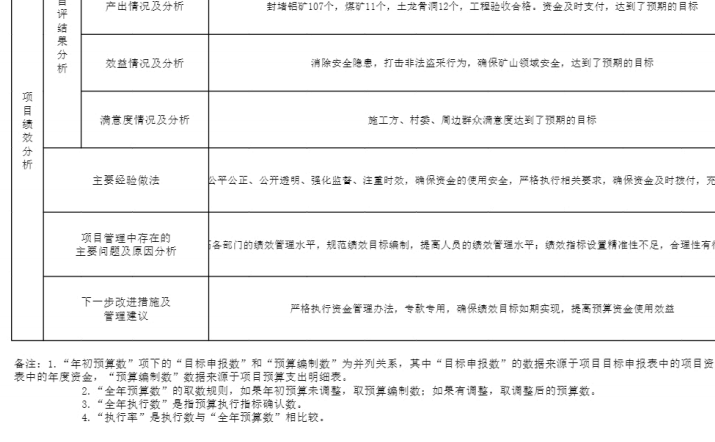 评结果分析
产出情况及分析
封堵铝矿107个，煤矿11个，土龙骨洞12个，工程验收合格。资金及时支付，达到了预期的目标
效益情况及分析
消除安全隐患，打击非法盗采行为，确保矿山领域安全，达到了预期的目标
项目绩效分析
满意度情况及分析
施工方、村委、周边群众满意度达到了预期的目标
主要经验做法
公平公正、公开透明、强化监督、注重时效，确保资金的使用安全，严格执行相关要求，确保资金及时拨付，充
项目管理中存在的
主要问题及原因分析
各部门的绩效管理水平，规范绩效目标编制，提高人员的绩效管理水平；绩效指标设置精准性不足，合理性有
下一步改进措施及
管理建议
严格执行资金管理办法，专款专用，确保绩效目标如期实现，提高预算资金使用效益
备注：1.“年初预算数”项下的“目标申报数”和“预算编制数”为并列关系，其中“目标申报数”的数据来源于项目目标申报表中的项目资
表中的年度资金，“预算编制数”数据来源于项目预算支出明细表。
2.“全年预算数”的取数规则，如果年初预算未调整，取预算编制数；如果有调整，取调整后的预算数。
3.“全年执行数”是指预算执行指标确认数。
4.“执行率”是执行数与“全年预算数”相比较。